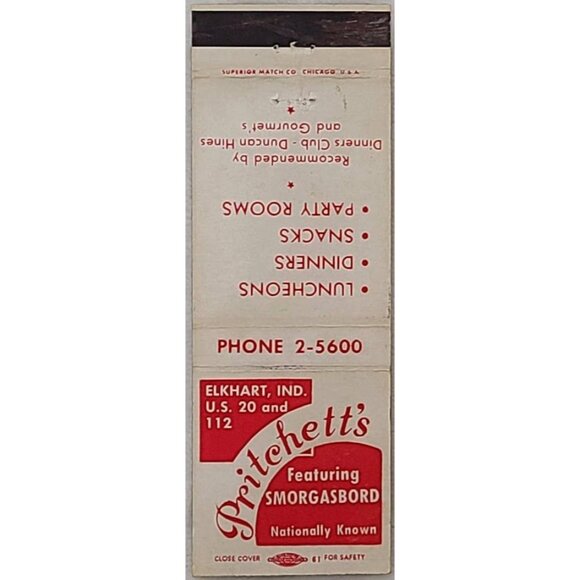 SUPERIOR MATCH CO. CHICAGO. U.S.A.
• LUNCHEONS
• DINNERS
• SNACKS
• PARTY ROOMS
Recommended by
Dinners Club - Duncan Hines
and Gourmet's
PHONE 2-5600
ELKHART, IND.
U.S. 20 and
112
Pritchett's
Featuring
SMORGASBORD
Nationally Known
CLOSE COVER 61 FOR SAFETY